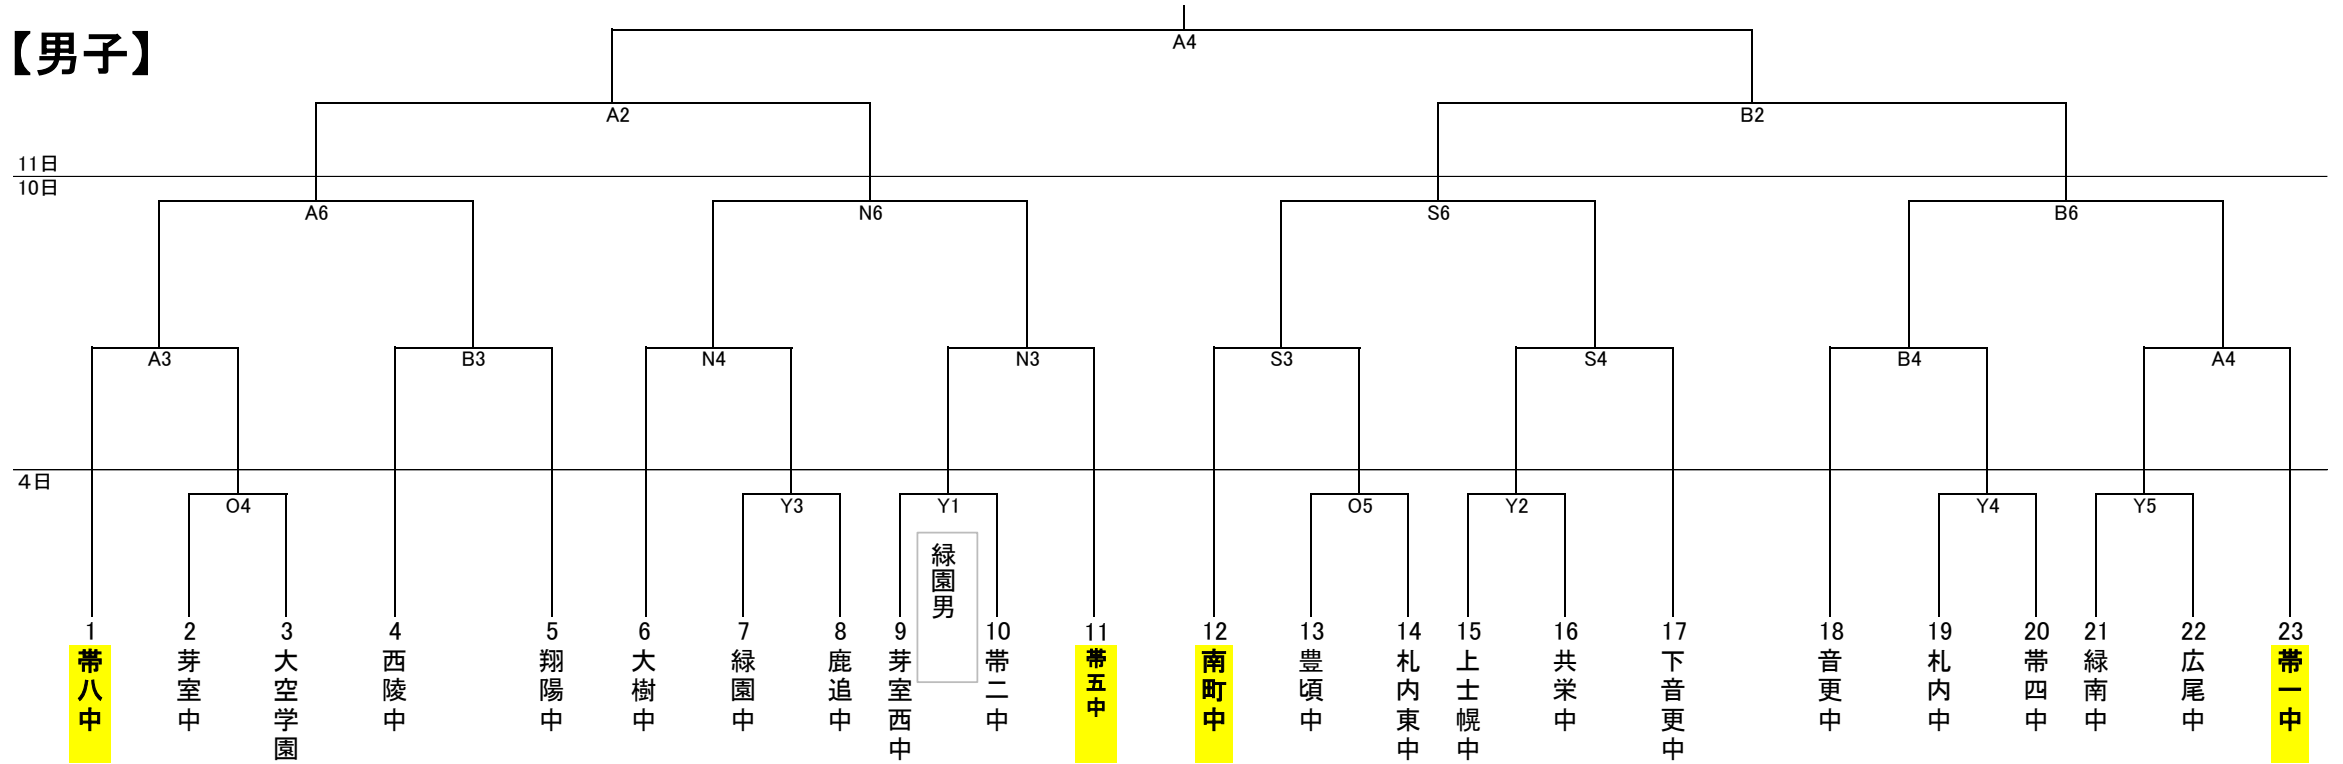 【男子】
A4
A2
B2
11日
10日
A6
N6
S6
B6
A3
B3
N4
N3
S3
S4
B4
A4
4日
O4
Y3
Y1
O5
Y2
Y4
Y5
緑園男
1
帯八中
2
芽室中
3
大空学園
4
西陵中
5
翔陽中
6
大樹中
7
緑園中
8
鹿追中
9
芽室西中
10
帯二中
11
帯五中
12
南町中
13
豊頃中
14
札内東中
15
上士幌中
16
共栄中
17
下音更中
18
音更中
19
札内中
20
帯四中
21
緑南中
22
広尾中
23
帯一中